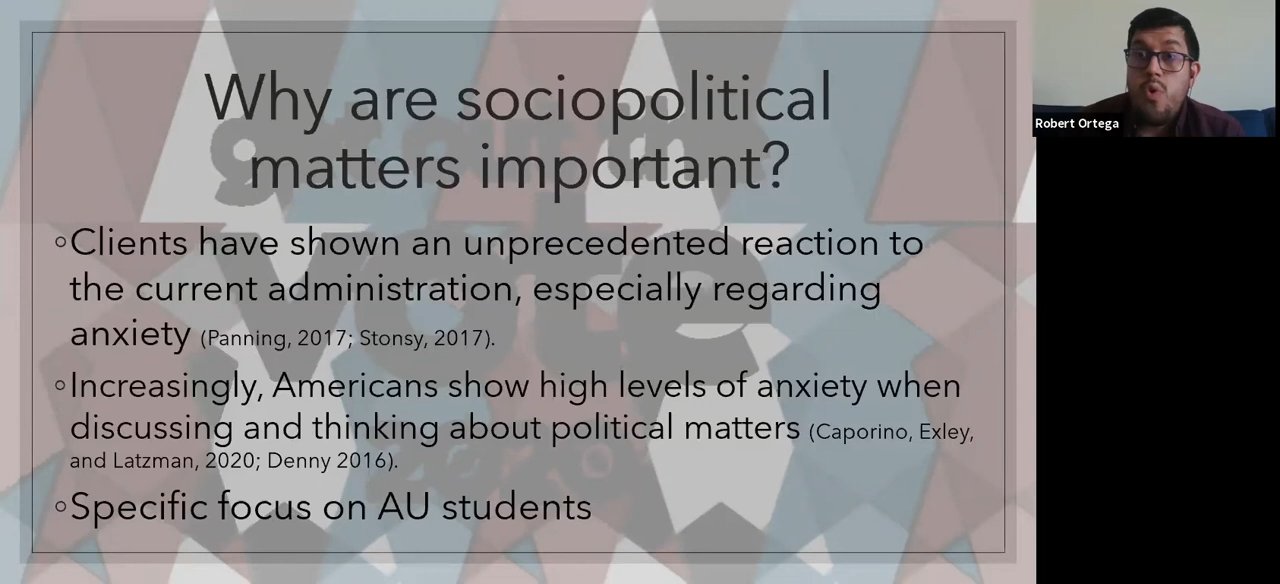 Why are sociopolitical
matters important?
◦Clients have shown an unprecedented reaction to
the current administration, especially regarding
anxiety (Panning, 2017; Stonsy, 2017).
◦Increasingly, Americans show high levels of anxiety when
discussing and thinking about political matters (Caporino, Exley,
and Latzman, 2020; Denny 2016).
◦Specific focus on AU students
Robert Ortega
vote